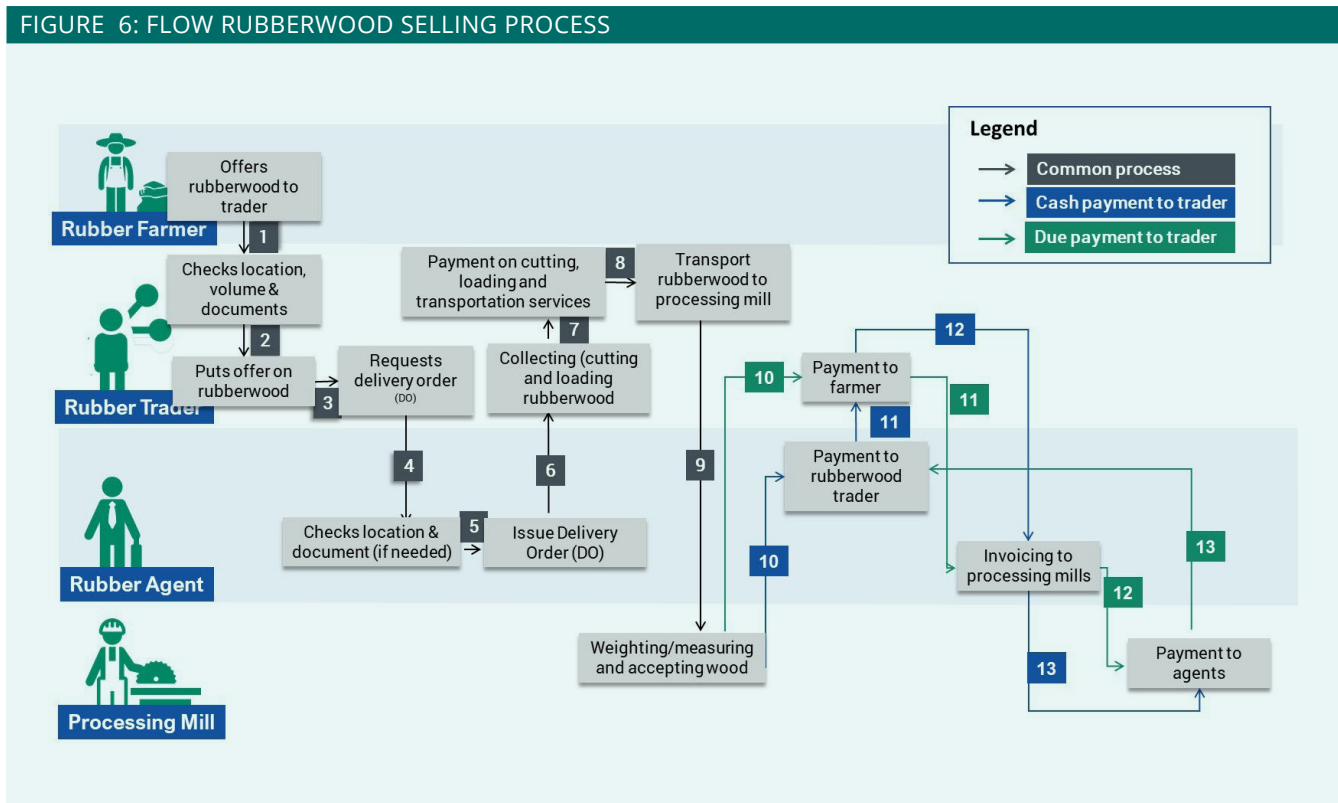 FIGURE 6: FLOW RUBBERWOOD SELLING PROCESS
Legend
Common process
Cash payment to trader
Due payment to trader
Rubber Farmer
Offers
rubberwood to
trader
1
Rubber Trader
Checks location,
volume &
documents
2
Puts offer on
rubberwood
3
Requests
delivery order
(DO)
4
Rubber Agent
Checks location &
document (if needed)
5
Issue Delivery
Order (DO)
6
Collecting (cutting
and loading
rubberwood
7
Payment on cutting,
loading and
transportation services
8
Transport
rubberwood to
processing mill
9
Processing Mill
Weighting/measuring
and accepting wood
10
10
Payment to
rubberwood
trader
11
Payment to
farmer
12
11
Invoicing to
processing mills
12
13
Payment to
agents
13